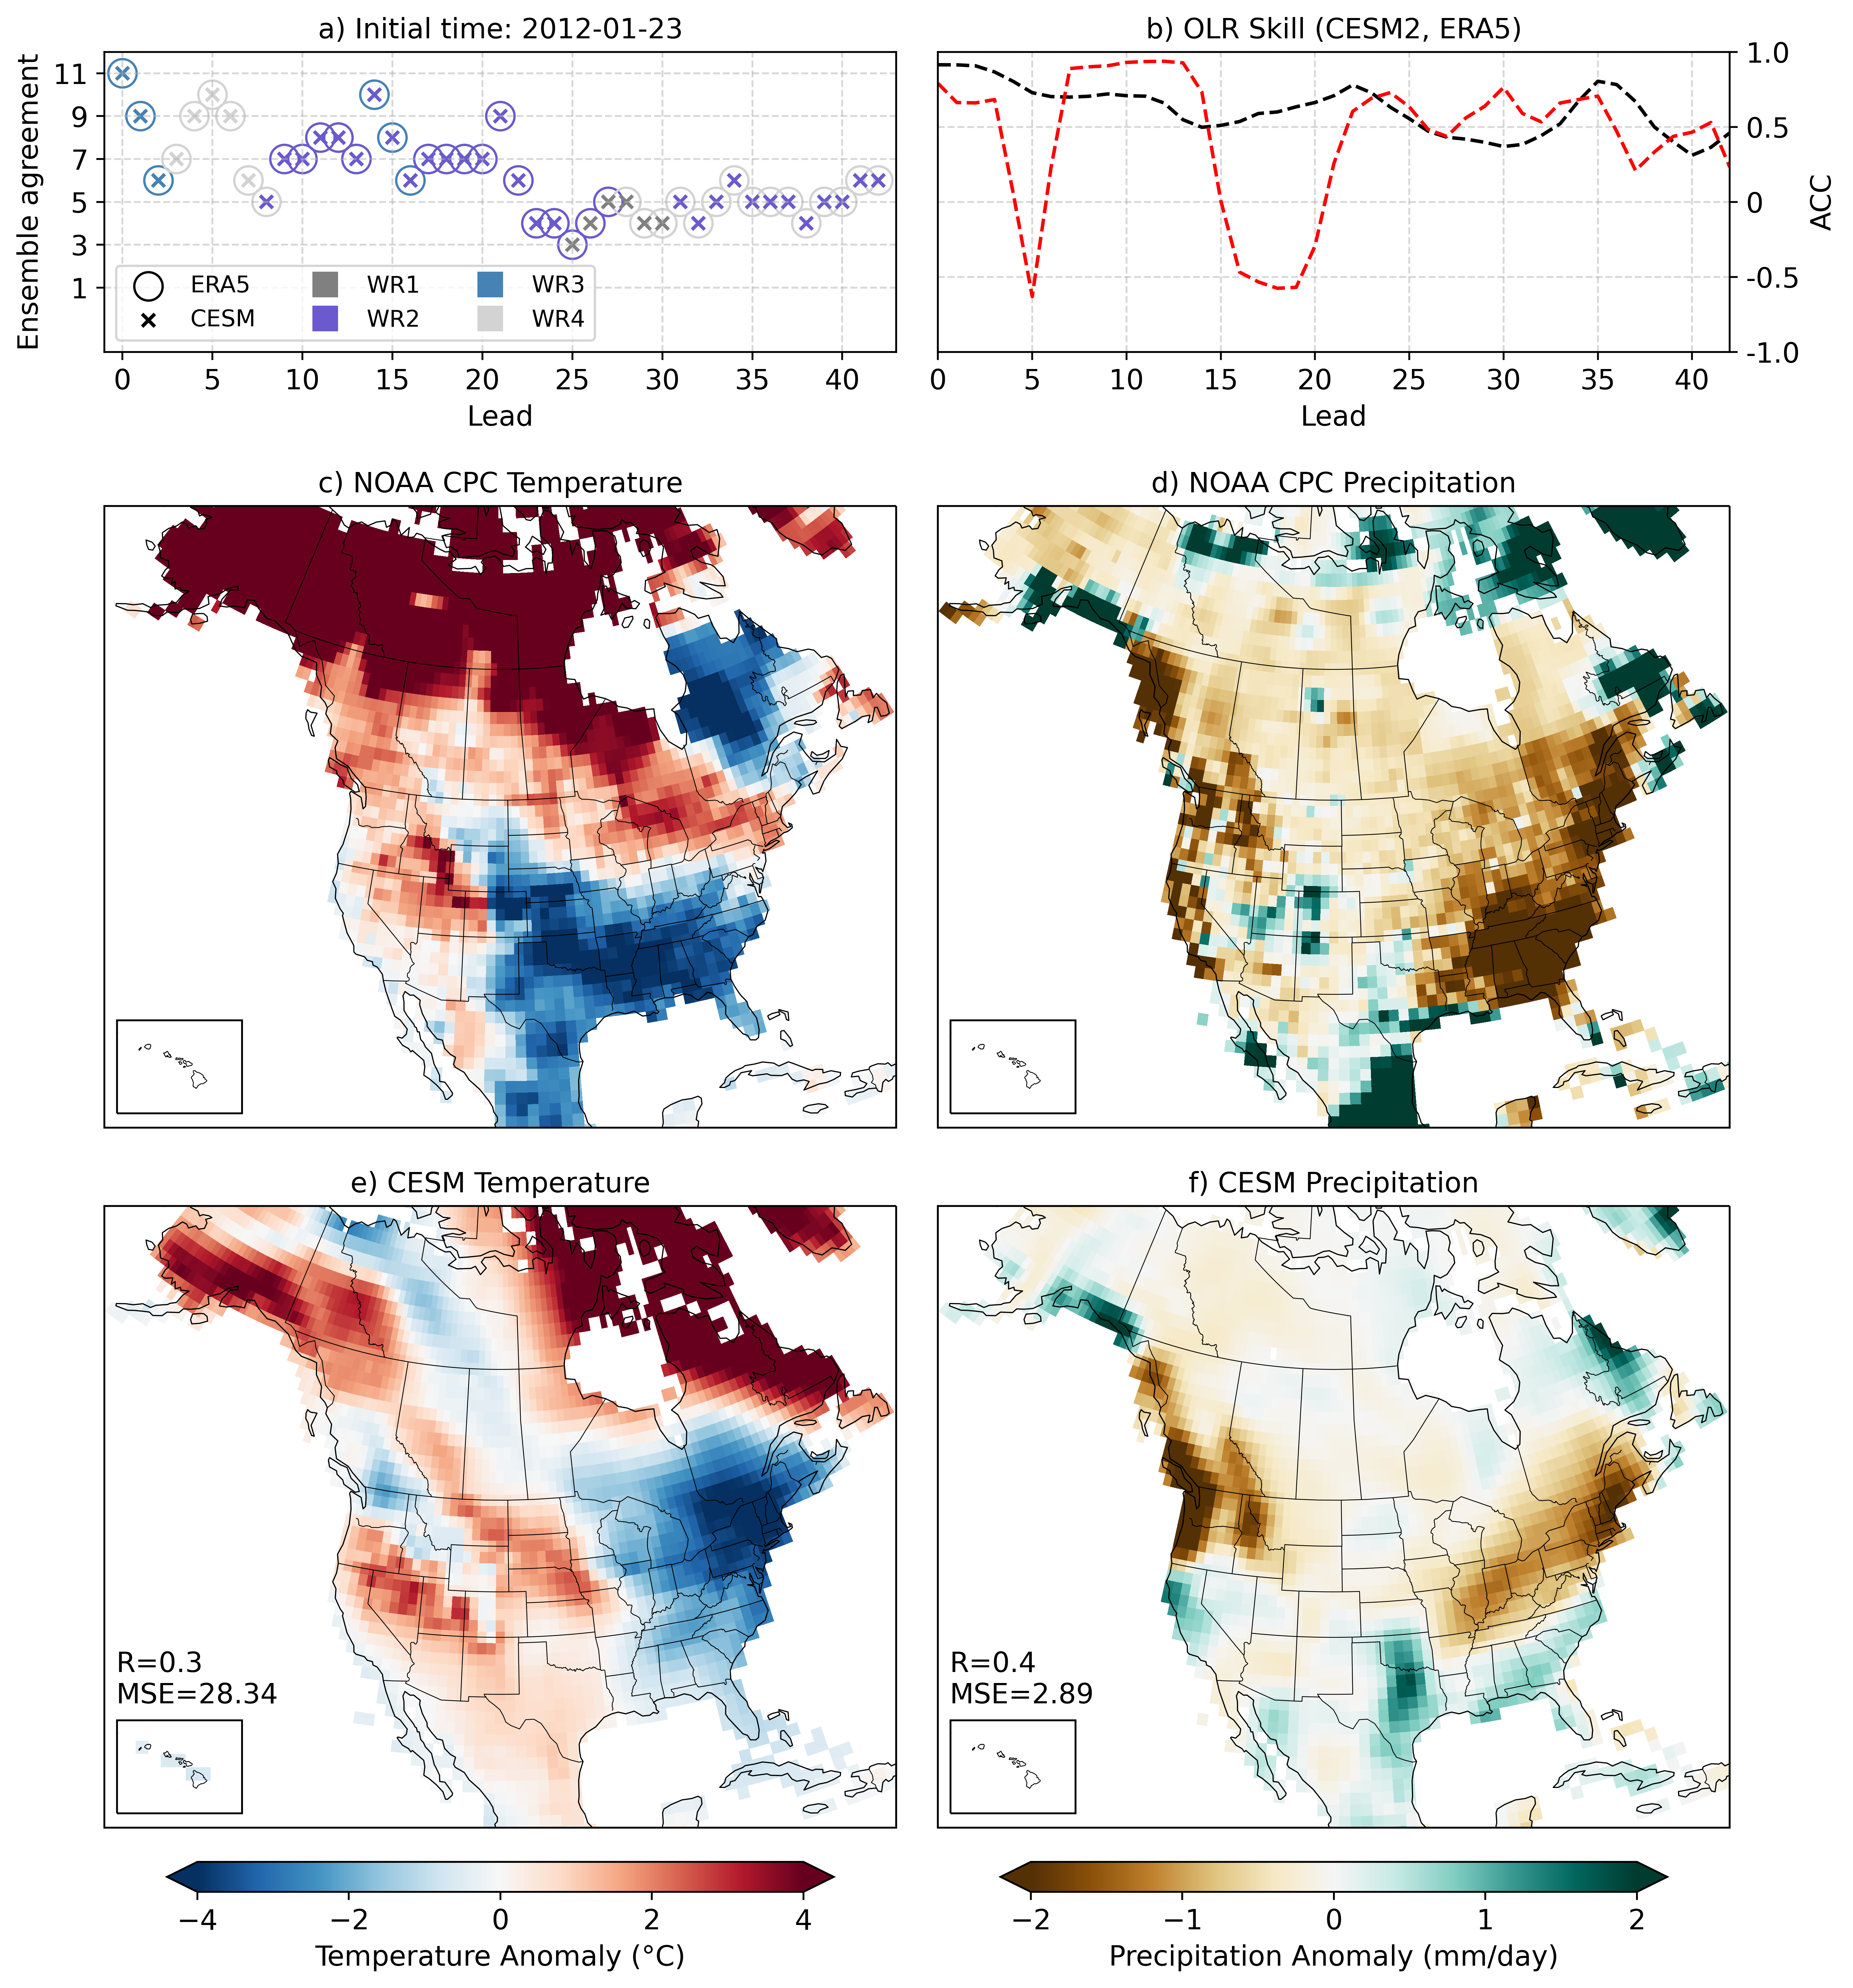 a) Initial time: 2012-01-23
Ensemble agreement
11
9
7
5
3
1
ERA5
CESM
WR1
WR2
WR3
WR4
0 5 10 15 20 25 30 35 40
Lead
b) OLR Skill (CESM2, ERA5)
1.0
0.5
0
-0.5
-1.0
ACC
0 5 10 15 20 25 30 35 40
Lead
c) NOAA CPC Temperature
d) NOAA CPC Precipitation
e) CESM Temperature
R=0.3
MSE=28.34
f) CESM Precipitation
R=0.4
MSE=2.89
−4 −2 0 2 4
Temperature Anomaly (°C)
−2 −1 0 1 2
Precipitation Anomaly (mm/day)